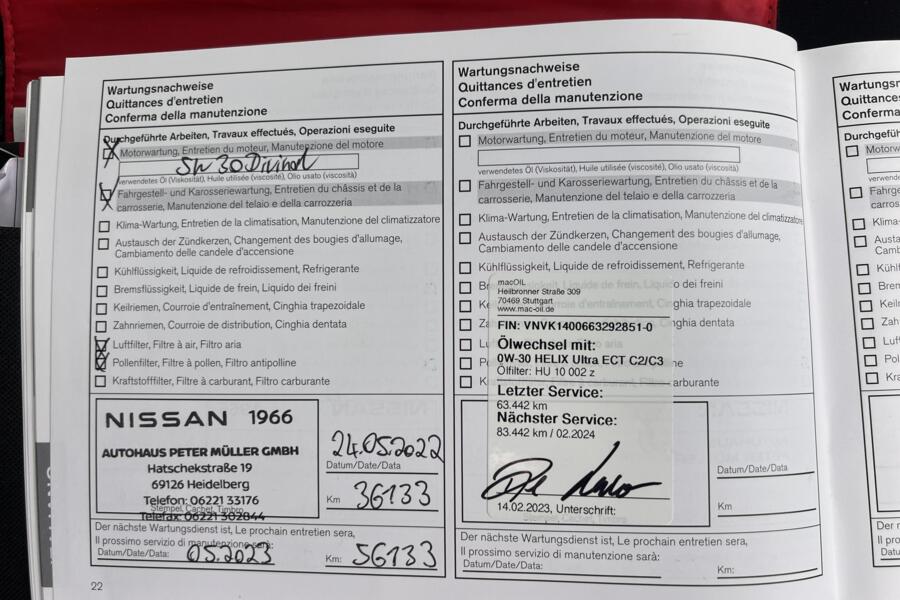 Wartungsnachweise
Quittances d'entretien
Conferma della manutenzione
Durchgeführte Arbeiten, Travaux effectués, Operazioni eseguite
Motorwartung, Entretien du moteur, Manutenzione del motore
verwendetes Öl (Viskosität), Huile utilisée (viscosité), Olio usato (viscosità)
Fahrgestell- und Karosseriewartung, Entretien du châssis et de la
carrosserie, Manutenzione del telaio e della carrozzeria
Klima-Wartung, Entretien de la climatisation, Manutenzione del climatizzatore
Austausch der Zündkerzen, Changement des bougies d'allumage,
Cambiamento delle candele d'accensione
Kühlflüssigkeit, Liquide de refroidissement, Refrigerante
Bremsflüssigkeit, Liquide de frein, Liquido dei freini
Keilriemen, Courroie d'entraînement, Cinghia trapezoidale
Zahnriemen, Courroie de distribution, Cinghia dentata
Luftfilter, Filtre à air, Filtro aria
Pollenfilter, Filtre à pollen, Filtro antipolline
Kraftstofffilter, Filtre à carburant, Filtro carburante
NISSAN 1966
AUTOHAUS PETER MÜLLER GMBH
Hatschekstraße 19
69126 Heidelberg
Telefon: 06221 33176
Stempel, Cachet, Timbro
Telefax: 06221 302844
24.05.2022
Datum/Date/Data
Km 36133
Der nächste Wartungsdienst ist, Le prochain entretien sera,
Il prossimo servizio di manutenzione sarà:
Datum/Date/Data: 05.2023 Km: 56133
22
Wartungsnachweise
Quittances d'entretien
Conferma della manutenzione
Durchgeführte Arbeiten, Travaux effectués, Operazioni eseguite
Motorwartung, Entretien du moteur, Manutenzione del motore
verwendetes Öl (Viskosität), Huile utilisée (viscosité), Olio usato (viscosità)
Fahrgestell- und Karosseriewartung, Entretien du châssis et de la
carrosserie, Manutenzione del telaio e della carrozzeria
Klima-Wartung, Entretien de la climatisation, Manutenzione del climatizzatore
Austausch der Zündkerzen, Changement des bougies d'allumage,
Cambiamento delle candele d'accensione
Kühlflüssigkeit, Liquide de refroidissement, Refrigerante
macOIL
Heilbronner Straße 309
70469 Stuttgart
www.mac-oil.de
FIN: VNVK1400663292851-0
Ölwechsel mit:
0W-30 HELIX Ultra ECT C2/C3
Ölfilter: HU 10 002 z
Letzter Service:
63.442 km
Nächster Service:
83.442 km / 02.2024
14.02.2023, Unterschrift:
Datum/Date/Data
Km
Der nächste Wartungsdienst ist, Le prochain entretien sera,
Il prossimo servizio di manutenzione sarà:
Datum/Date/Data: Km: